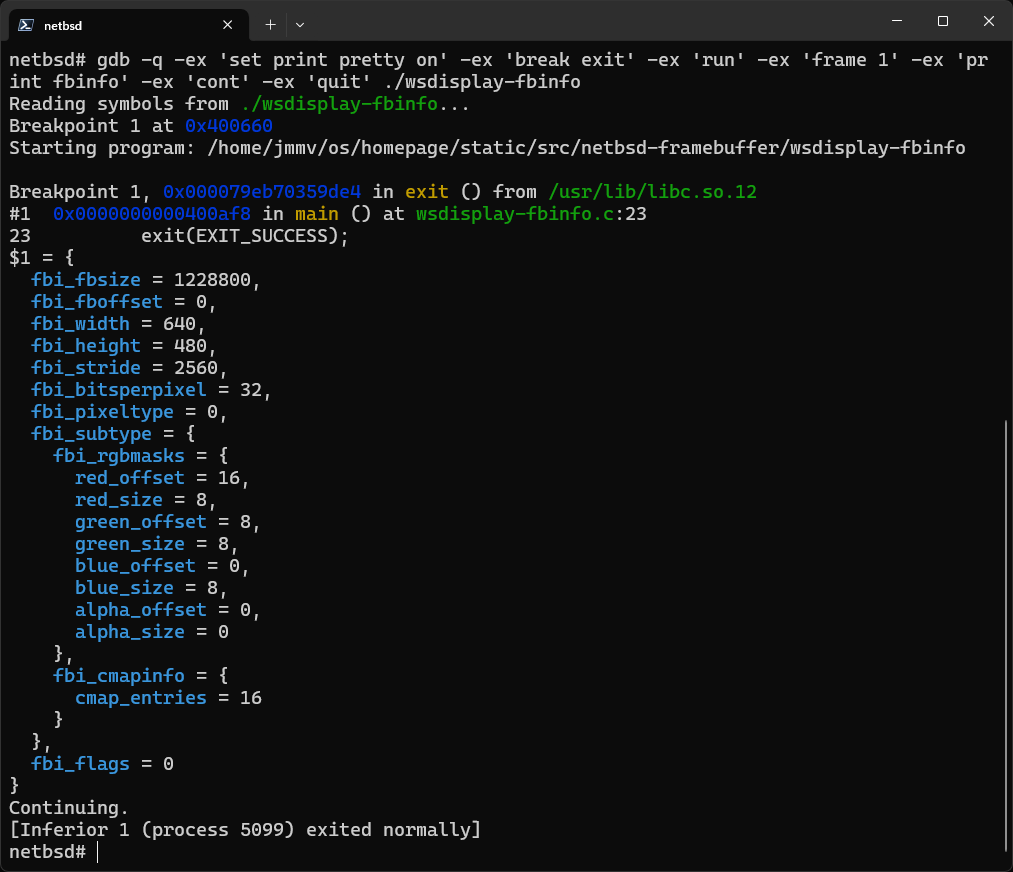 netbsd
netbsd# gdb -q -ex 'set print pretty on' -ex 'break exit' -ex 'run' -ex 'frame 1' -ex 'pr
int fbinfo' -ex 'cont' -ex 'quit' ./wsdisplay-fbinfo
Reading symbols from ./wsdisplay-fbinfo...
Breakpoint 1 at 0x400660
Starting program: /home/jmmv/os/homepage/static/src/netbsd-framebuffer/wsdisplay-fbinfo

Breakpoint 1, 0x000079eb70359de4 in exit () from /usr/lib/libc.so.12
#1  0x0000000000400af8 in main () at wsdisplay-fbinfo.c:23
23          exit(EXIT_SUCCESS);
$1 = {
  fbi_fbsize = 1228800,
  fbi_fboffset = 0,
  fbi_width = 640,
  fbi_height = 480,
  fbi_stride = 2560,
  fbi_bitsperpixel = 32,
  fbi_pixeltype = 0,
  fbi_subtype = {
    fbi_rgbmasks = {
      red_offset = 16,
      red_size = 8,
      green_offset = 8,
      green_size = 8,
      blue_offset = 0,
      blue_size = 8,
      alpha_offset = 0,
      alpha_size = 0
    },
    fbi_cmapinfo = {
      cmap_entries = 16
    }
  },
  fbi_flags = 0
}
Continuing.
[Inferior 1 (process 5099) exited normally]
netbsd#